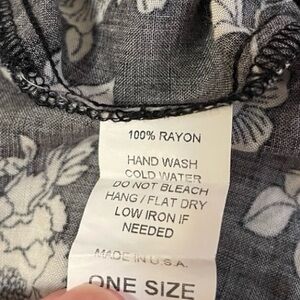 100% RAYON
HAND WASH
COLD WATER
DO NOT BLEACH
HANG / FLAT DRY
LOW IRON IF
NEEDED
MADE IN U.S.A.
ONE SIZE